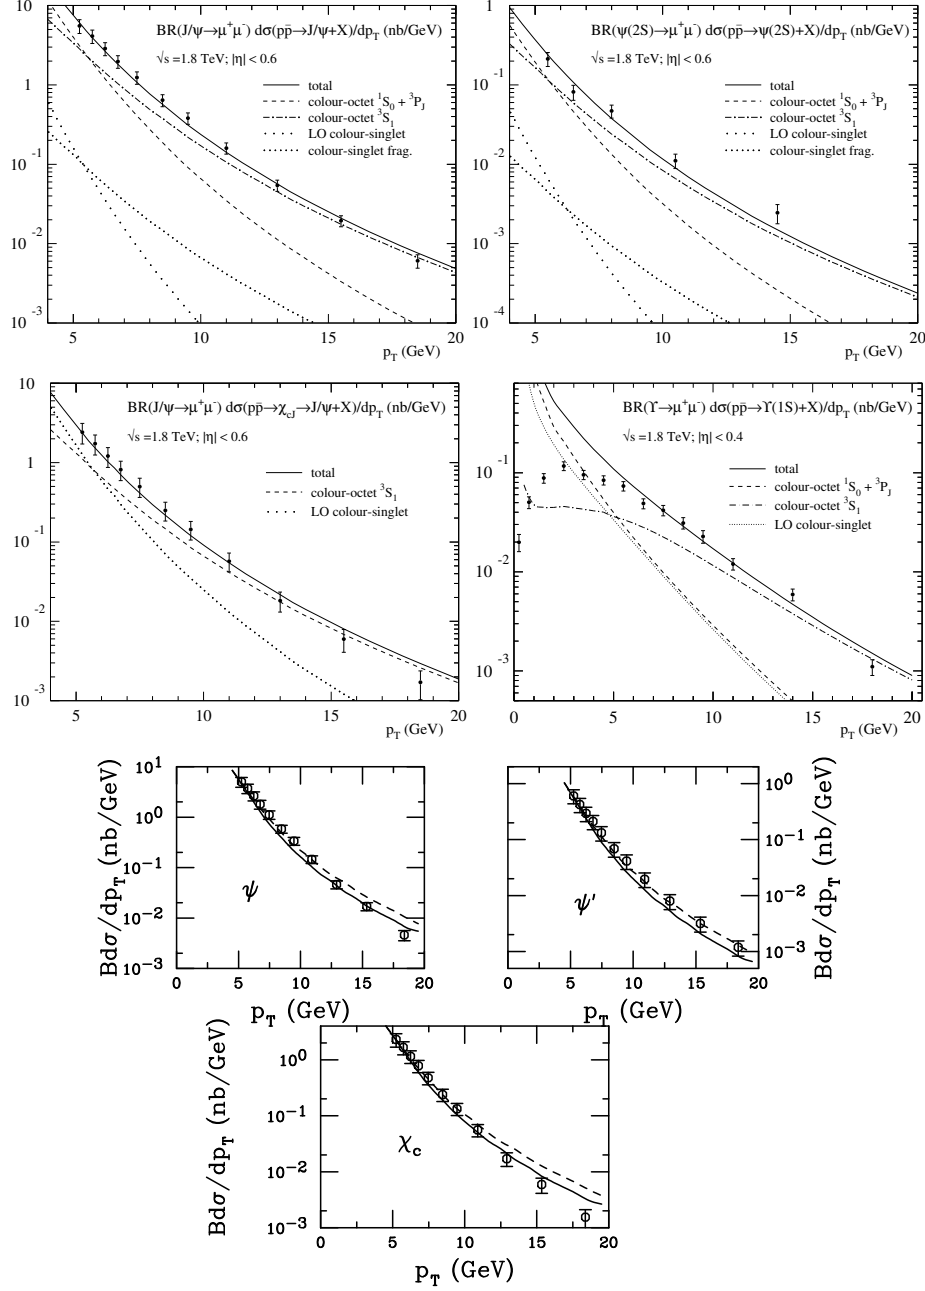 BR(J/ψ→μ⁺μ⁻) dσ(pp̄→J/ψ+X)/dp_T (nb/GeV)
√s =1.8 TeV; |η| < 0.6
total
colour-octet ¹S₀ + ³P_J
colour-octet ³S₁
LO colour-singlet
colour-singlet frag.
10
1
10⁻¹
10⁻²
10⁻³
5 10 15 20
p_T (GeV)
BR(ψ(2S)→μ⁺μ⁻) dσ(pp̄→ψ(2S)+X)/dp_T (nb/GeV)
√s =1.8 TeV; |η| < 0.6
total
colour-octet ¹S₀ + ³P_J
colour-octet ³S₁
LO colour-singlet
colour-singlet frag.
1
10⁻¹
10⁻²
10⁻³
10⁻⁴
5 10 15 20
p_T (GeV)
BR(J/ψ→μ⁺μ⁻) dσ(pp̄→χ_cJ→J/ψ+X)/dp_T (nb/GeV)
√s =1.8 TeV; |η| < 0.6
total
colour-octet ³S₁
LO colour-singlet
10
1
10⁻¹
10⁻²
10⁻³
5 10 15 20
p_T (GeV)
BR(ϒ→μ⁺μ⁻) dσ(pp̄→ϒ(1S)+X)/dp_T (nb/GeV)
√s =1.8 TeV; |η| < 0.4
total
colour-octet ¹S₀ + ³P_J
colour-octet ³S₁
LO colour-singlet
10⁻¹
10⁻²
10⁻³
0 5 10 15 20
p_T (GeV)
Bdσ/dp_T (nb/GeV)
10¹
10⁰
10⁻¹
10⁻²
10⁻³
ψ
0 5 10 15 20
p_T (GeV)
10⁰
10⁻¹
10⁻²
10⁻³
Bdσ/dp_T (nb/GeV)
ψ'
0 5 10 15 20
p_T (GeV)
Bdσ/dp_T (nb/GeV)
10⁰
10⁻¹
10⁻²
10⁻³
χ_c
0 5 10 15 20
p_T (GeV)